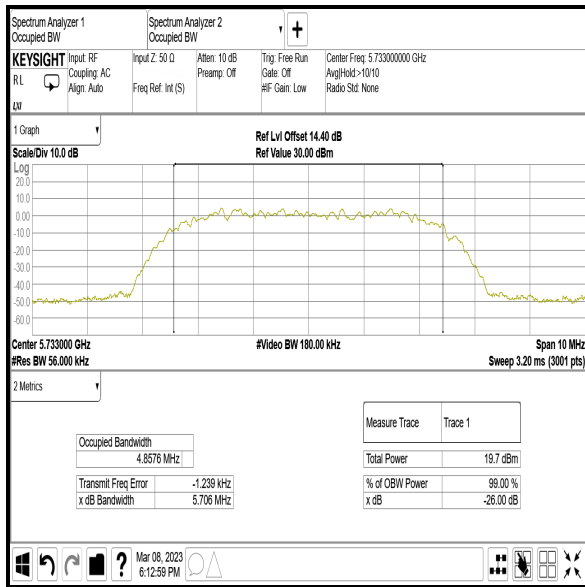 Spectrum Analyzer 1
Occupied BW
Spectrum Analyzer 2
Occupied BW
KEYSIGHT
RL
LXI
Input: RF
Coupling: AC
Align: Auto
Input Z: 50 Ω
Freq Ref: Int (S)
Atten: 10 dB
Preamp: Off
Trig: Free Run
Gate: Off
#IF Gain: Low
Center Freq: 5.733000000 GHz
Avg|Hold:>10/10
Radio Std: None
1 Graph
Scale/Div 10.0 dB
Ref Lvl Offset 14.40 dB
Ref Value 30.00 dBm
Log
20.0
10.0
0.00
-10.0
-20.0
-30.0
-40.0
-50.0
-60.0
Center 5.733000 GHz
#Res BW 56.000 kHz
#Video BW 180.00 kHz
Span 10 MHz
Sweep 3.20 ms (3001 pts)
2 Metrics
Occupied Bandwidth
4.8576 MHz
Transmit Freq Error -1.239 kHz
x dB Bandwidth 5.706 MHz
Measure Trace Trace 1
Total Power 19.7 dBm
% of OBW Power 99.00 %
x dB -26.00 dB
?
Mar 08, 2023
6:12:59 PM